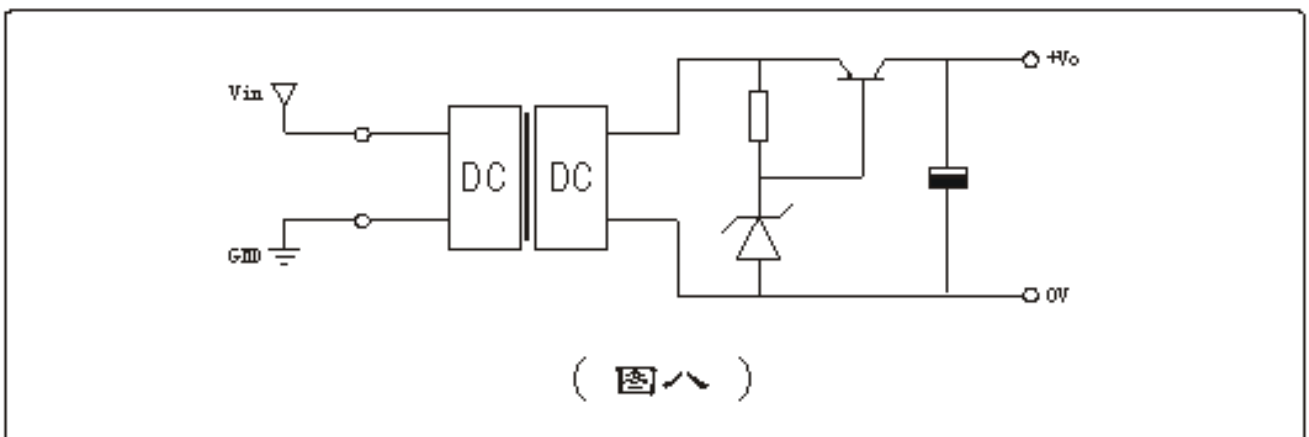 Vin
+Vo
DC
DC
GND
0V
( 图八 )